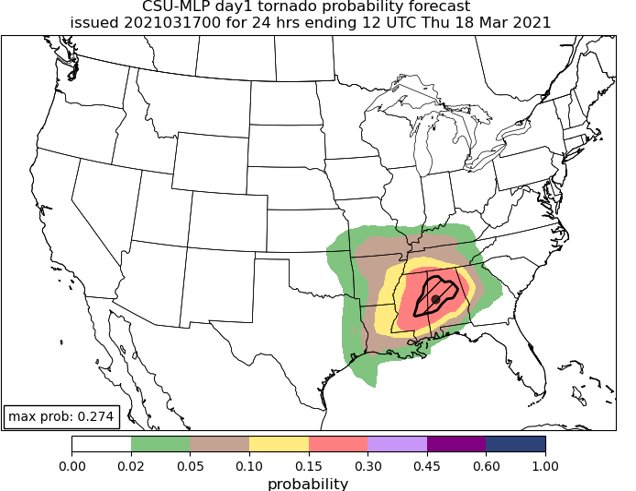 CSU-MLP day1 tornado probability forecast
issued 2021031700 for 24 hrs ending 12 UTC Thu 18 Mar 2021
max prob: 0.274
0.00 0.02 0.05 0.10 0.15 0.30 0.45 0.60 1.00
probability